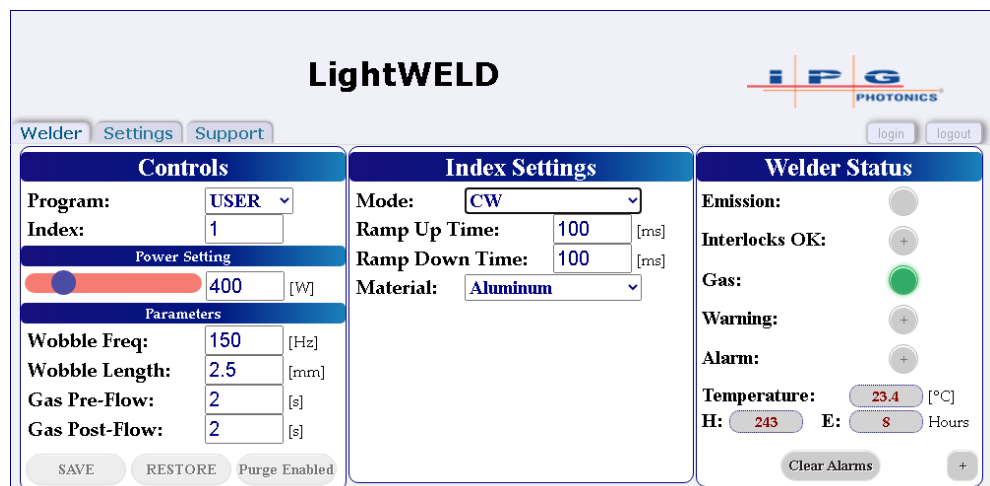 LightWELD
IPG
PHOTONICS
Welder Settings Support
login logout
Controls
Program: USER
Index: 1
Power Setting
400 [W]
Parameters
Wobble Freq: 150 [Hz]
Wobble Length: 2.5 [mm]
Gas Pre-Flow: 2 [s]
Gas Post-Flow: 2 [s]
SAVE RESTORE Purge Enabled
Index Settings
Mode: CW
Ramp Up Time: 100 [ms]
Ramp Down Time: 100 [ms]
Material: Aluminum
Welder Status
Emission:
Interlocks OK: +
Gas:
Warning: +
Alarm: +
Temperature: 23.4 [°C]
H: 243 E: 8 Hours
Clear Alarms +